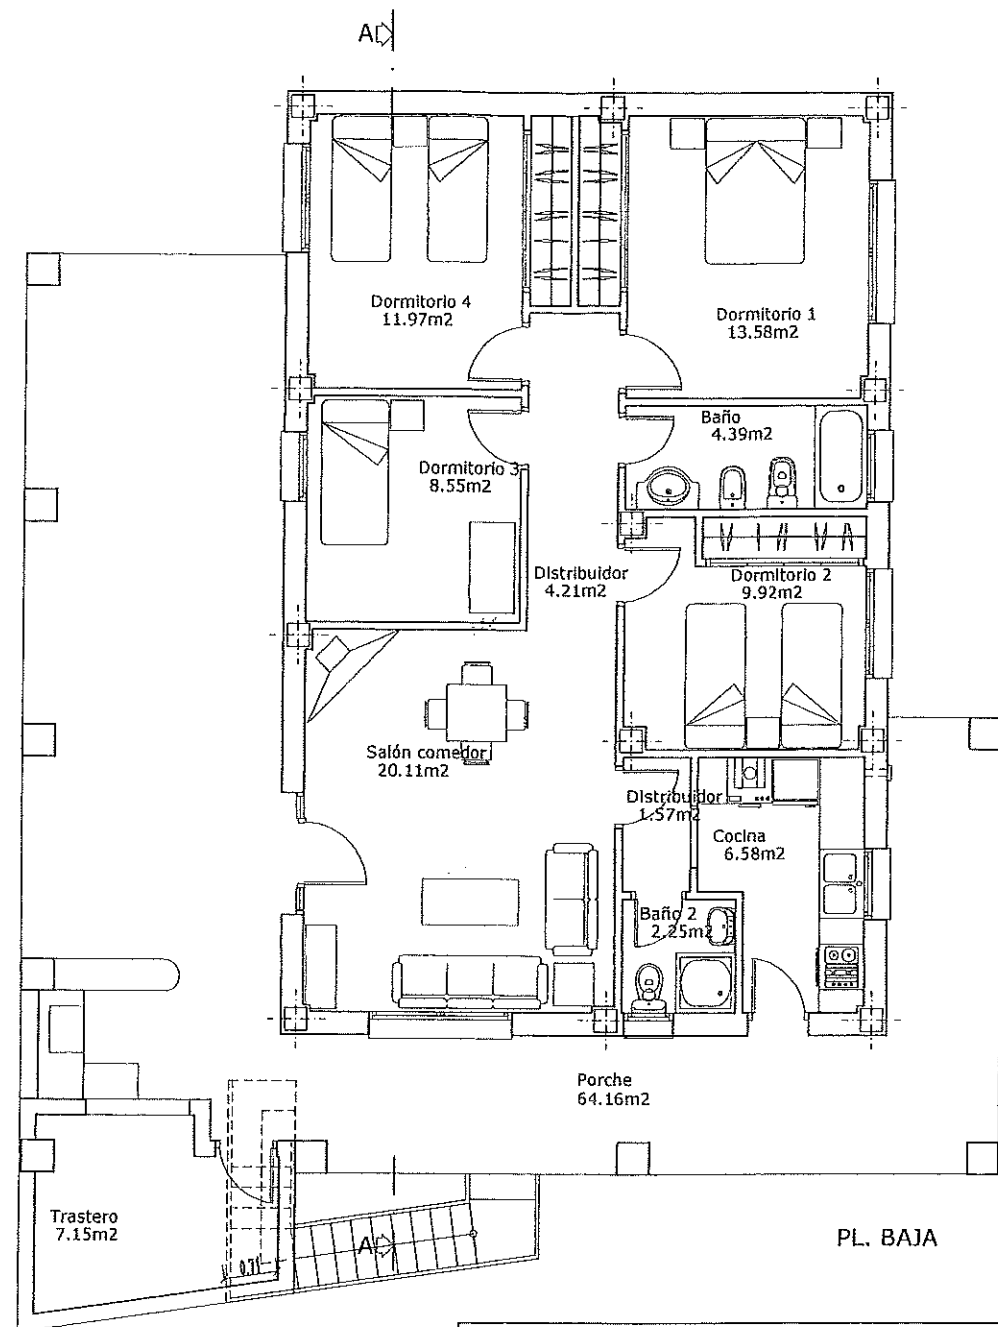 A
Dormitorio 4
11.97m2
Dormitorio 1
13.58m2
Baño
4.39m2
Dormitorio 3
8.55m2
Distribuidor
4.21m2
Dormitorio 2
9.92m2
Salón comedor
20.11m2
Distribuidor
1.57m2
Cocina
6.58m2
Baño 2
2.25m2
Porche
64.16m2
Trastero
7.15m2
0.71
A
PL. BAJA